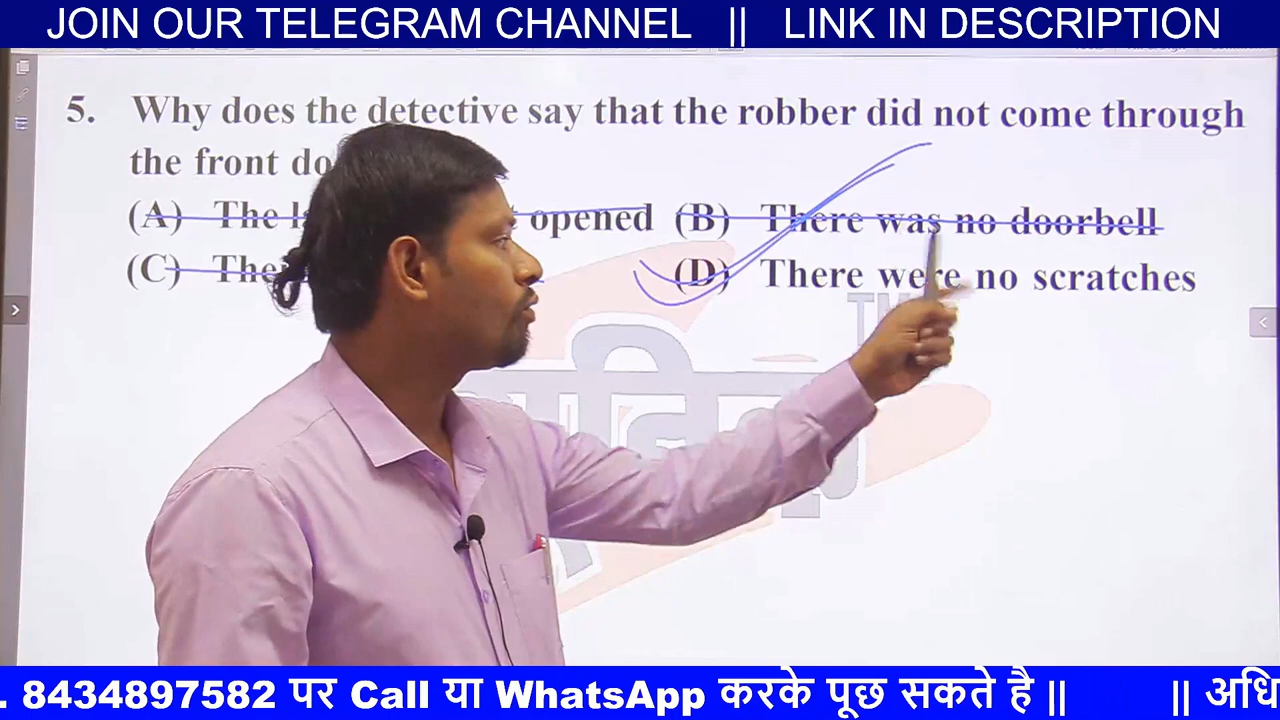 JOIN OUR TELEGRAM CHANNEL || LINK IN DESCRIPTION
5. Why does the detective say that the robber did not come through
the front
(A) The opened (B) There was no doorbell
(C) (D) There were no scratches
TM
. 8434897582 पर Call या WhatsApp करके पूछ सकते है || || अधि